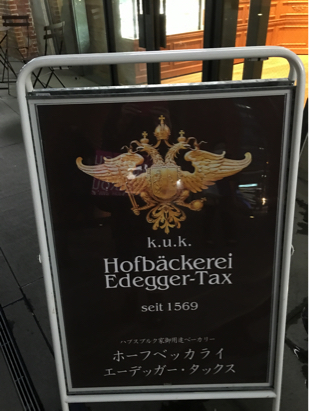 k.u.k.
Hofbäckerei
Edegger-Tax
seit 1569
ハプスブルク家御用達ベーカリー
ホーフベッカライ
エーデッガー・タックス